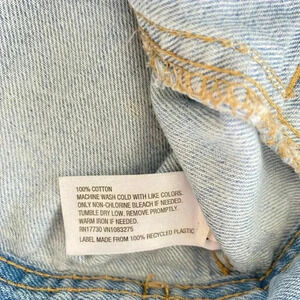 100% COTTON
MACHINE WASH COLD WITH LIKE COLORS.
ONLY NON-CHLORINE BLEACH IF NEEDED.
TUMBLE DRY LOW. REMOVE PROMPTLY
WARM IRON IF NEEDED.
RN17730 VN1083275
LABEL MADE FROM 100% RECYCLED PLASTIC